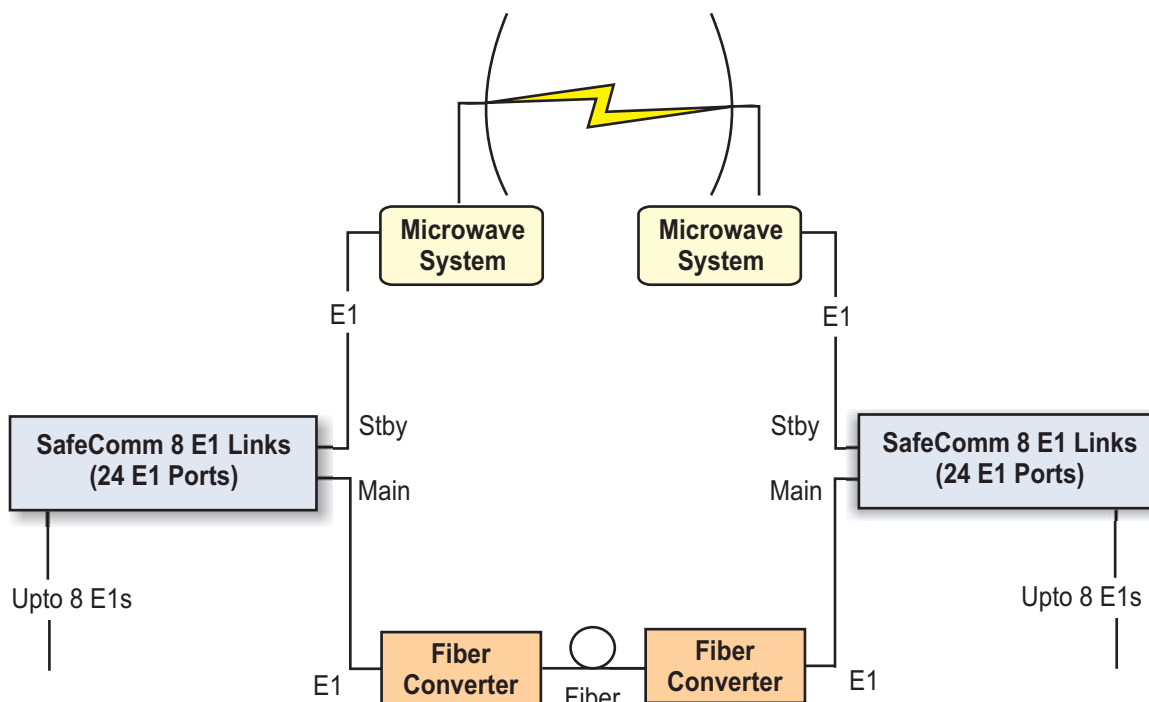 Microwave
System
Microwave
System
E1
E1
Stby
Stby
SafeComm 8 E1 Links
(24 E1 Ports)
SafeComm 8 E1 Links
(24 E1 Ports)
Main
Main
Upto 8 E1s
Upto 8 E1s
Fiber
Converter
Fiber
Converter
E1
Fiber
E1